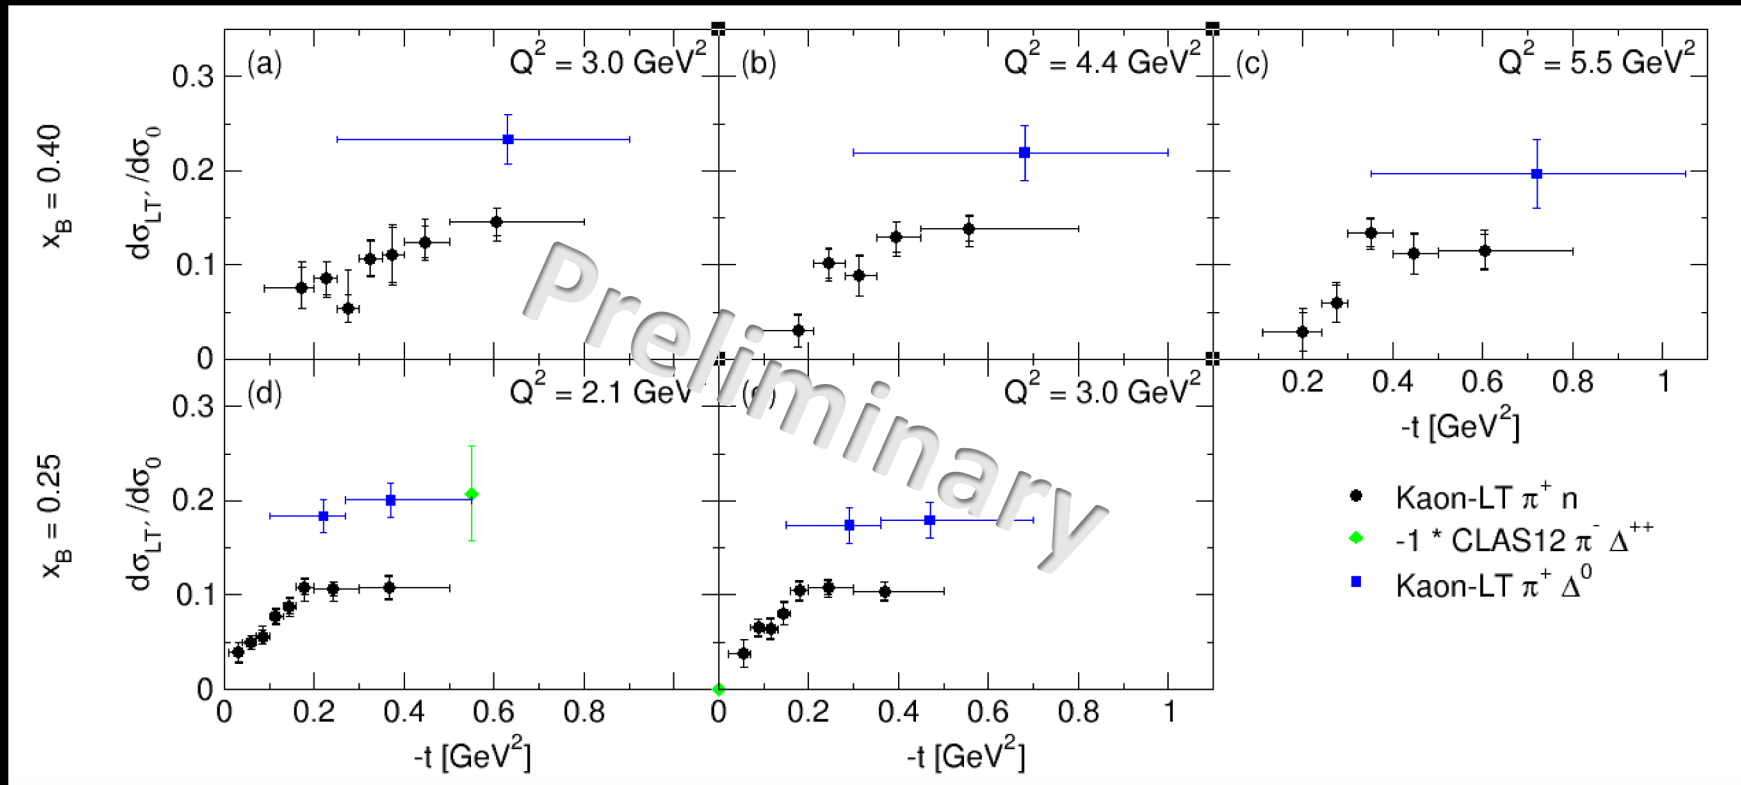 (a) Q² = 3.0 GeV²
(b) Q² = 4.4 GeV²
(c) Q² = 5.5 GeV²
x_B = 0.40
dσ_LT′/dσ₀
0.3
0.2
0.1
0
0.2 0.4 0.6 0.8 1
-t [GeV²]
(d) Q² = 2.1 GeV²
(e) Q² = 3.0 GeV²
x_B = 0.25
dσ_LT′/dσ₀
0.3
0.2
0.1
0
0 0.2 0.4 0.6 0.8
0 0.2 0.4 0.6 0.8 1
-t [GeV²]
-t [GeV²]
Kaon-LT π⁺ n
-1 * CLAS12 π⁻ Δ⁺⁺
Kaon-LT π⁺ Δ⁰
Preliminary